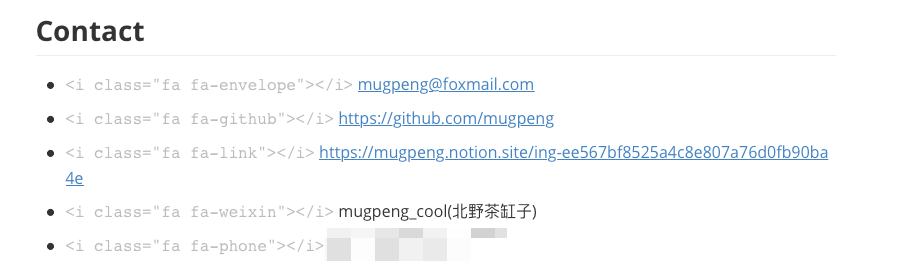 Contact
<i class="fa fa-envelope"></i> mugpeng@foxmail.com
<i class="fa fa-github"></i> https://github.com/mugpeng
<i class="fa fa-link"></i> https://mugpeng.notion.site/ing-ee567bf8525a4c8e807a76d0fb90ba
4e
<i class="fa fa-weixin"></i> mugpeng_cool(北野茶缸子)
<i class="fa fa-phone"></i>